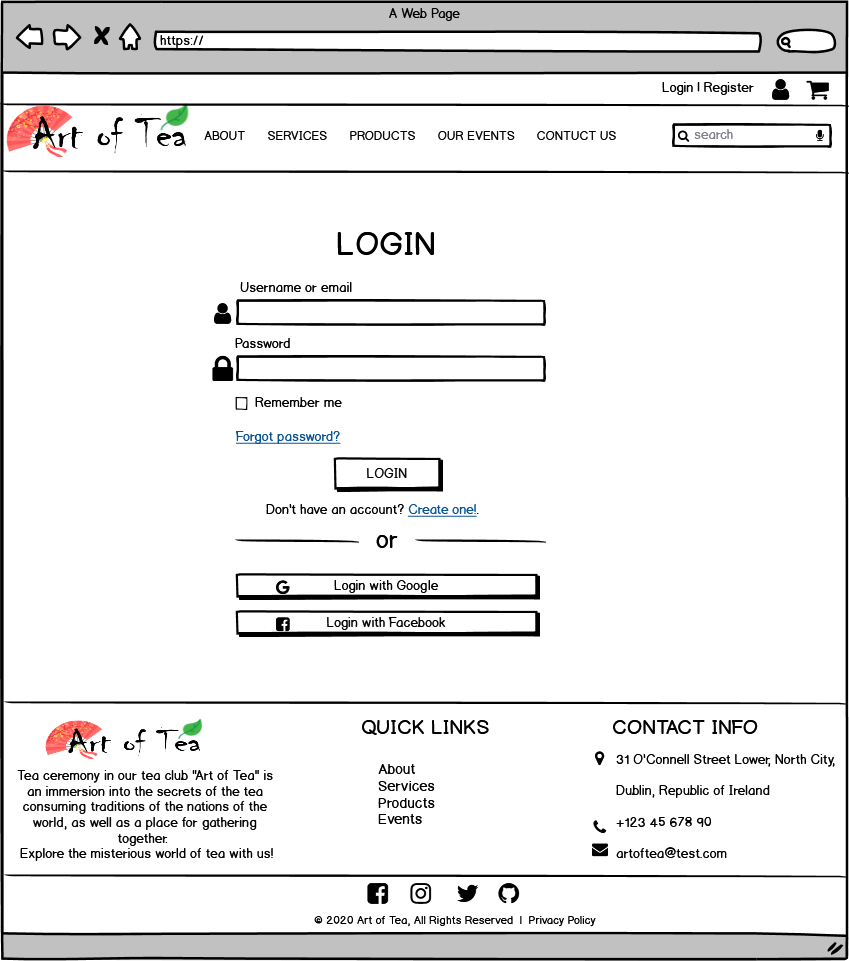 A Web Page
https://
Login | Register
Art of Tea ABOUT SERVICES PRODUCTS OUR EVENTS CONTUCT US search
LOGIN
Username or email
Password
Remember me
Forgot password?
LOGIN
Don't have an account? Create one!.
or
G Login with Google
Login with Facebook
Art of Tea
Tea ceremony in our tea club "Art of Tea" is
an immersion into the secrets of the tea
consuming traditions of the nations of the
world, as well as a place for gathering
together.
Explore the misterious world of tea with us!
QUICK LINKS
About
Services
Products
Events
CONTACT INFO
31 O'Connell Street Lower, North City,
Dublin, Republic of Ireland
+123 45 678 90
artoftea@test.com
© 2020 Art of Tea, All Rights Reserved | Privacy Policy